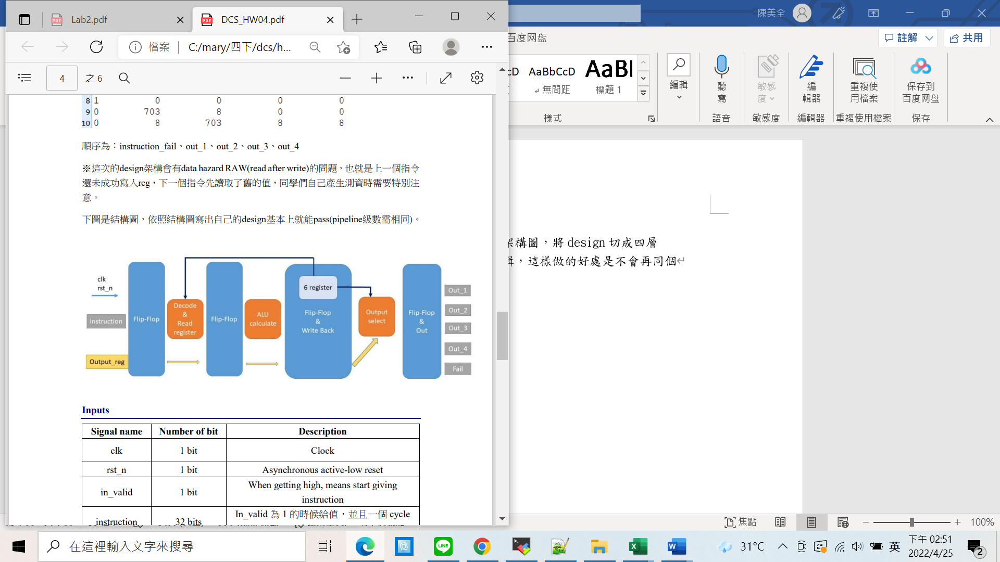 Lab2.pdf
DCS_HW04.pdf
檔案
C:/mary/四下/dcs/h...
4
之 6
8 1 0 0 0 0
9 0 703 8 0 0
10 0 8 703 8 8
順序為：instruction_fail、out_1、out_2、out_3、out_4
※這次的design架構會有data hazard RAW(read after write)的問題，也就是上一個指令
還未成功寫入reg，下一個指令先讀取了舊的值，同學們自己產生測資時需要特別注
意。
下圖是結構圖，依照結構圖寫出自己的design基本上就能pass(pipeline級數需相同)。
clk
rst_n
instruction
Output_reg
Flip-Flop
Decode
&
Read
register
Flip-Flop
ALU
calculate
6 register
Flip-Flop
&
Write Back
Output
select
Flip-Flop
&
Out
Out_1
Out_2
Out_3
Out_4
Fail
Inputs
Signal name Number of bit Description
clk 1 bit Clock
rst_n 1 bit Asynchronous active-low reset
in_valid 1 bit When getting high, means start giving
instruction
instruction 32 bits In_valid 為 1 的時候給值，並且一個 cycle
陳美全
百度网盘
註解
共用
AaBbCcD
AaBl
無間距
標題 1
樣式
編輯
聽
寫
語音
敏感
度
敏感度
編
輯器
編輯器
重複使
用檔案
重複使用檔案
保存到
百度网盘
保存
架構圖，將 design 切成四層
，這樣做的好處是不會再同個
焦點
100%
在這裡輸入文字來搜尋
LINE
31°C
英
下午 02:51
2022/4/25
2